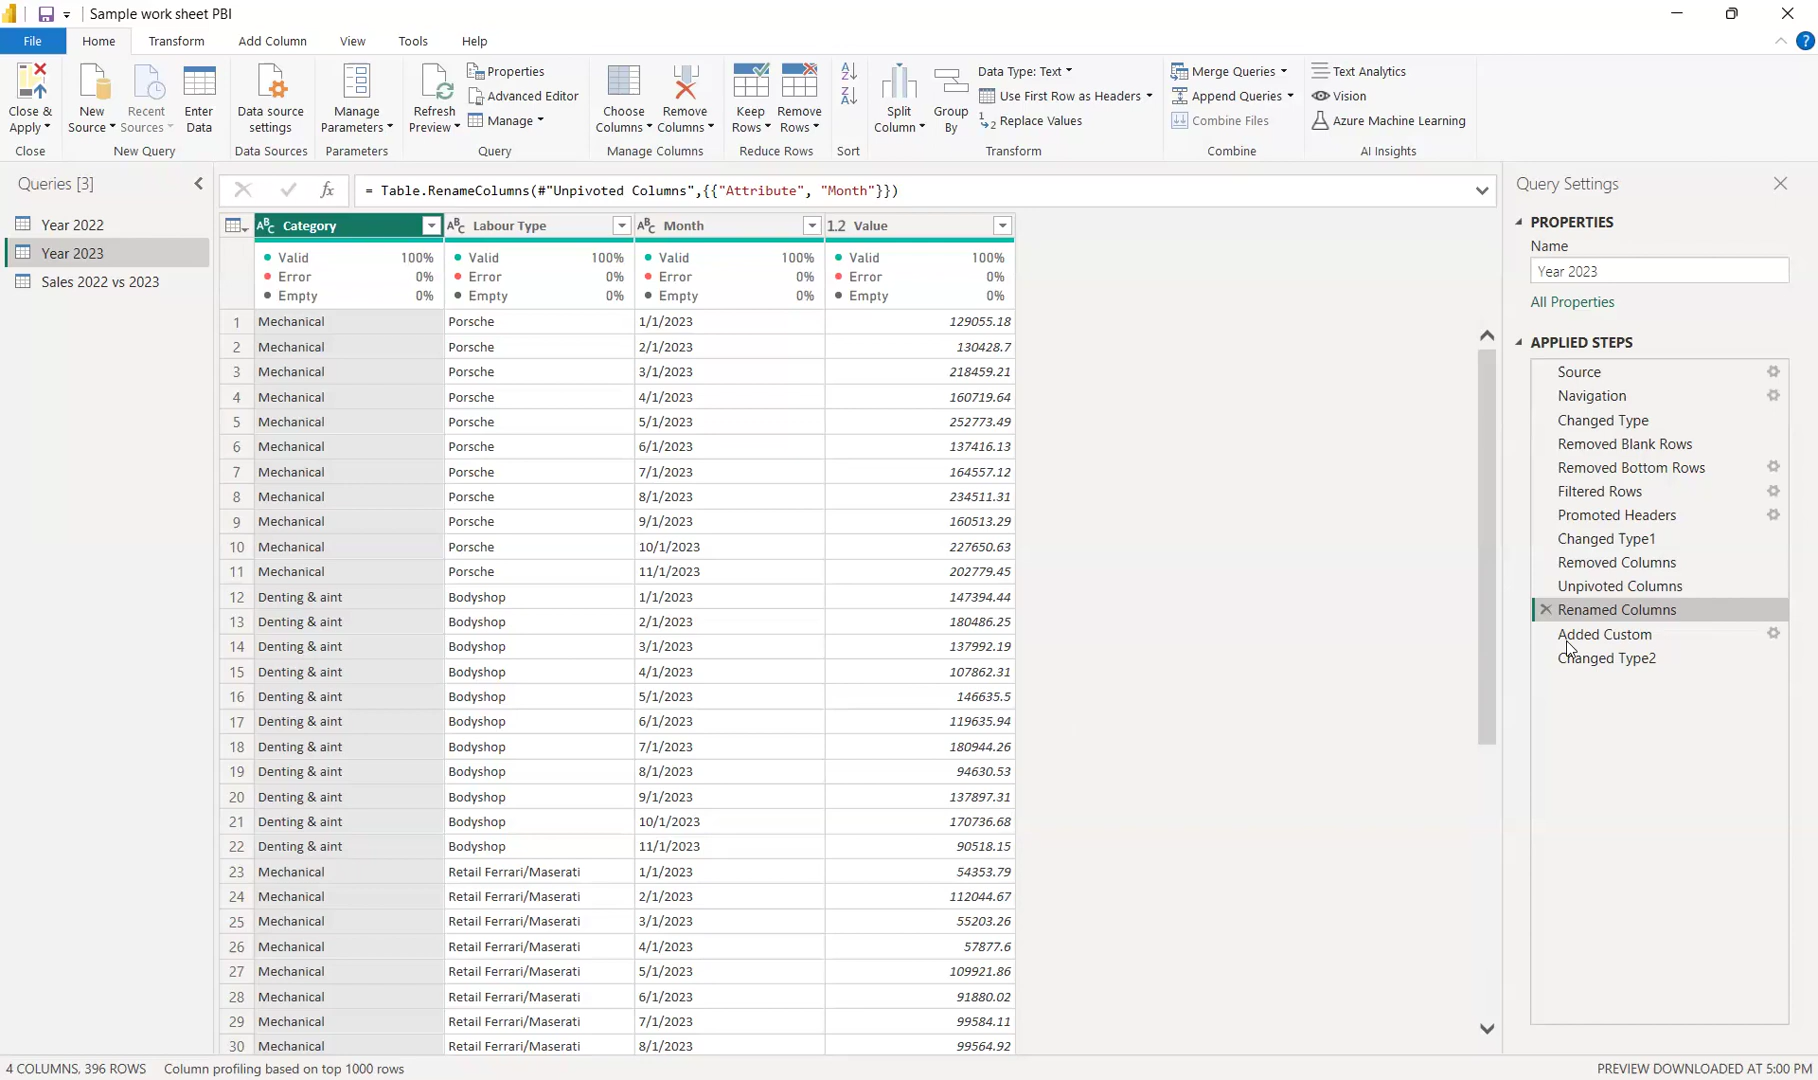 Sample work sheet PBI
File Home Transform Add Column View Tools Help
Close & Apply
New Source
Recent Sources
Enter Data
Data source settings
Manage Parameters
Refresh Preview
Properties
Advanced Editor
Manage
Choose Columns
Remove Columns
Keep Rows
Remove Rows
Split Column
Group By
Data Type: Text
Use First Row as Headers
Replace Values
Merge Queries
Append Queries
Combine Files
Text Analytics
Vision
Azure Machine Learning
Close New Query Data Sources Parameters Query Manage Columns Reduce Rows Sort Transform Combine AI Insights
Queries [3]
Year 2022
Year 2023
Sales 2022 vs 2023
fx = Table.RenameColumns(#"Unpivoted Columns",{{"Attribute", "Month"}})
Category Labour Type Month 1.2 Value
Valid 100% Valid 100% Valid 100% Valid 100%
Error 0% Error 0% Error 0% Error 0%
Empty 0% Empty 0% Empty 0% Empty 0%
1 Mechanical Porsche 1/1/2023 129055.18
2 Mechanical Porsche 2/1/2023 130428.7
3 Mechanical Porsche 3/1/2023 218459.21
4 Mechanical Porsche 4/1/2023 160719.64
5 Mechanical Porsche 5/1/2023 252773.49
6 Mechanical Porsche 6/1/2023 137416.13
7 Mechanical Porsche 7/1/2023 164557.12
8 Mechanical Porsche 8/1/2023 234511.31
9 Mechanical Porsche 9/1/2023 160513.29
10 Mechanical Porsche 10/1/2023 227650.63
11 Mechanical Porsche 11/1/2023 202779.45
12 Denting & aint Bodyshop 1/1/2023 147394.44
13 Denting & aint Bodyshop 2/1/2023 180486.25
14 Denting & aint Bodyshop 3/1/2023 137992.19
15 Denting & aint Bodyshop 4/1/2023 107862.31
16 Denting & aint Bodyshop 5/1/2023 146635.5
17 Denting & aint Bodyshop 6/1/2023 119635.94
18 Denting & aint Bodyshop 7/1/2023 180944.26
19 Denting & aint Bodyshop 8/1/2023 94630.53
20 Denting & aint Bodyshop 9/1/2023 137897.31
21 Denting & aint Bodyshop 10/1/2023 170736.68
22 Denting & aint Bodyshop 11/1/2023 90518.15
23 Mechanical Retail Ferrari/Maserati 1/1/2023 54353.79
24 Mechanical Retail Ferrari/Maserati 2/1/2023 112044.67
25 Mechanical Retail Ferrari/Maserati 3/1/2023 55203.26
26 Mechanical Retail Ferrari/Maserati 4/1/2023 57877.6
27 Mechanical Retail Ferrari/Maserati 5/1/2023 109921.86
28 Mechanical Retail Ferrari/Maserati 6/1/2023 91880.02
29 Mechanical Retail Ferrari/Maserati 7/1/2023 99584.11
30 Mechanical Retail Ferrari/Maserati 8/1/2023 99564.92
Query Settings
PROPERTIES
Name
Year 2023
All Properties
APPLIED STEPS
Source
Navigation
Changed Type
Removed Blank Rows
Removed Bottom Rows
Filtered Rows
Promoted Headers
Changed Type1
Removed Columns
Unpivoted Columns
Renamed Columns
Added Custom
Changed Type2
4 COLUMNS, 396 ROWS Column profiling based on top 1000 rows PREVIEW DOWNLOADED AT 5:00 PM